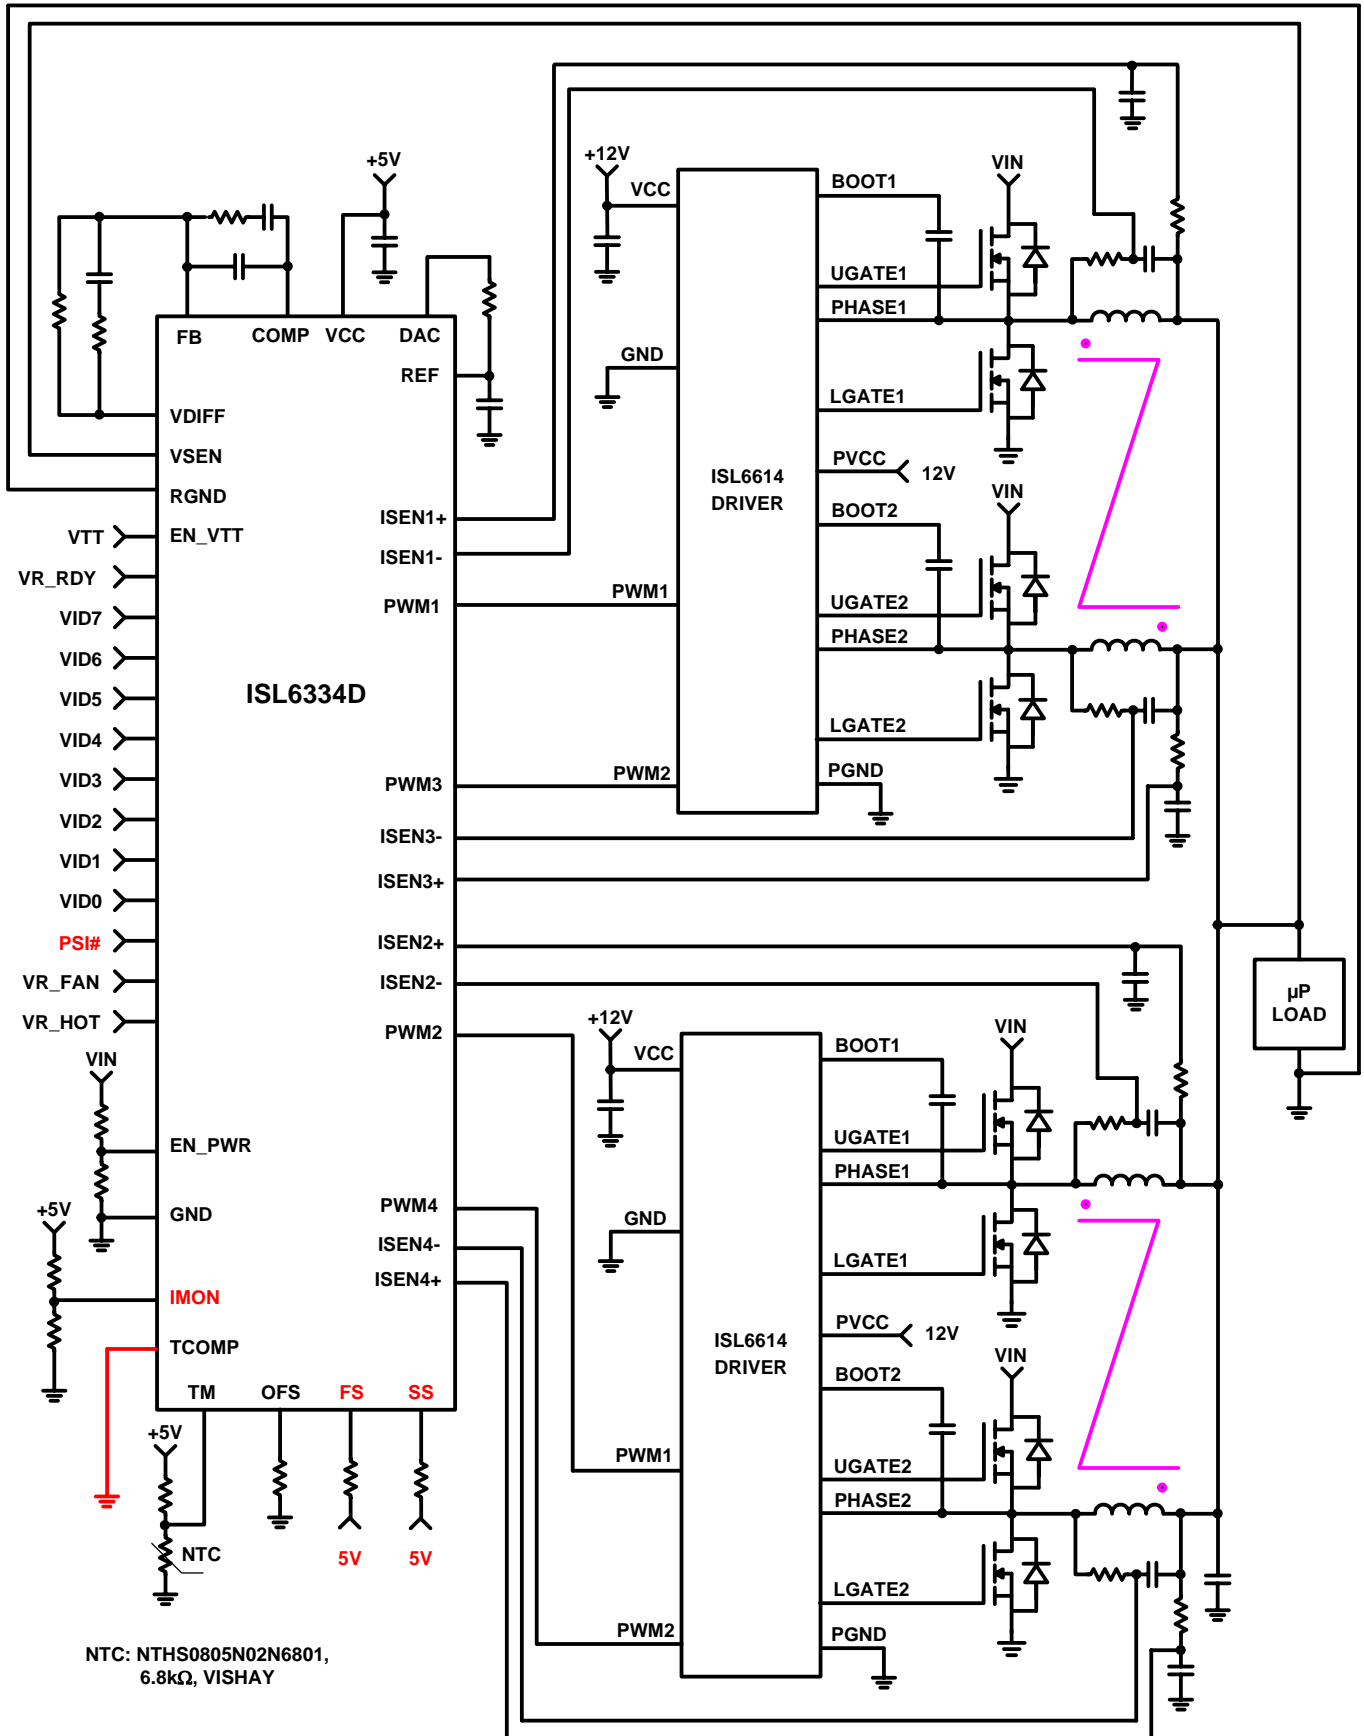 +5V
FB
COMP
VCC
DAC
REF
VDIFF
VSEN
RGND
VTT
EN_VTT
VR_RDY
VID7
VID6
VID5
VID4
VID3
VID2
VID1
VID0
PSI#
VR_FAN
VR_HOT
VIN
EN_PWR
GND
+5V
IMON
TCOMP
TM
OFS
FS
SS
+5V
NTC
5V
5V
ISL6334D
ISEN1+
ISEN1-
PWM1
PWM3
ISEN3-
ISEN3+
ISEN2+
ISEN2-
PWM2
PWM4
ISEN4-
ISEN4+
+12V
VCC
GND
PWM1
PWM2
ISL6614
DRIVER
BOOT1
UGATE1
PHASE1
LGATE1
PVCC
12V
BOOT2
UGATE2
PHASE2
LGATE2
PGND
VIN
VIN
+12V
VCC
GND
PWM1
PWM2
ISL6614
DRIVER
BOOT1
UGATE1
PHASE1
LGATE1
PVCC
12V
BOOT2
UGATE2
PHASE2
LGATE2
PGND
VIN
VIN
µP
LOAD
NTC: NTHS0805N02N6801,
6.8kΩ, VISHAY